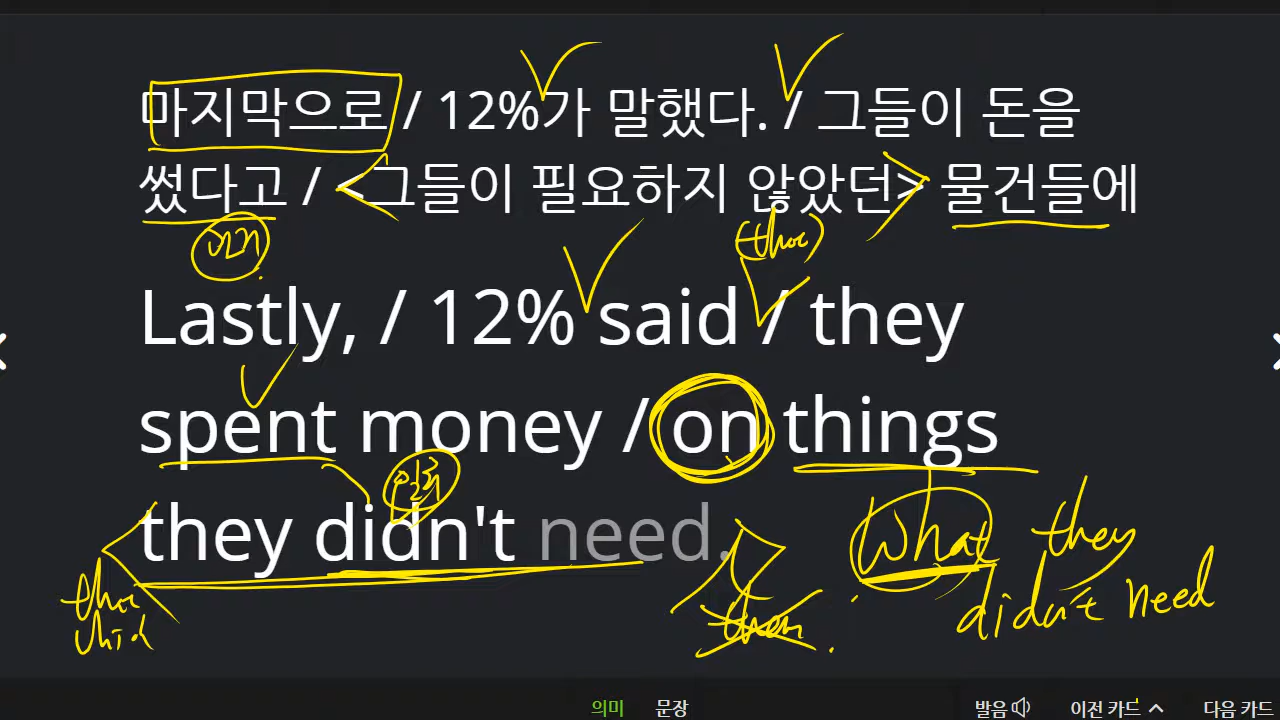 마지막으로 / 12%가 말했다. / 그들이 돈을
썼다고 / <그들이 필요하지 않았던> 물건들에
Lastly, / 12% said / they
spent money / on things
they didn't need.
What they
didn't need
의미 문장 발음 이전 카드 다음 카드